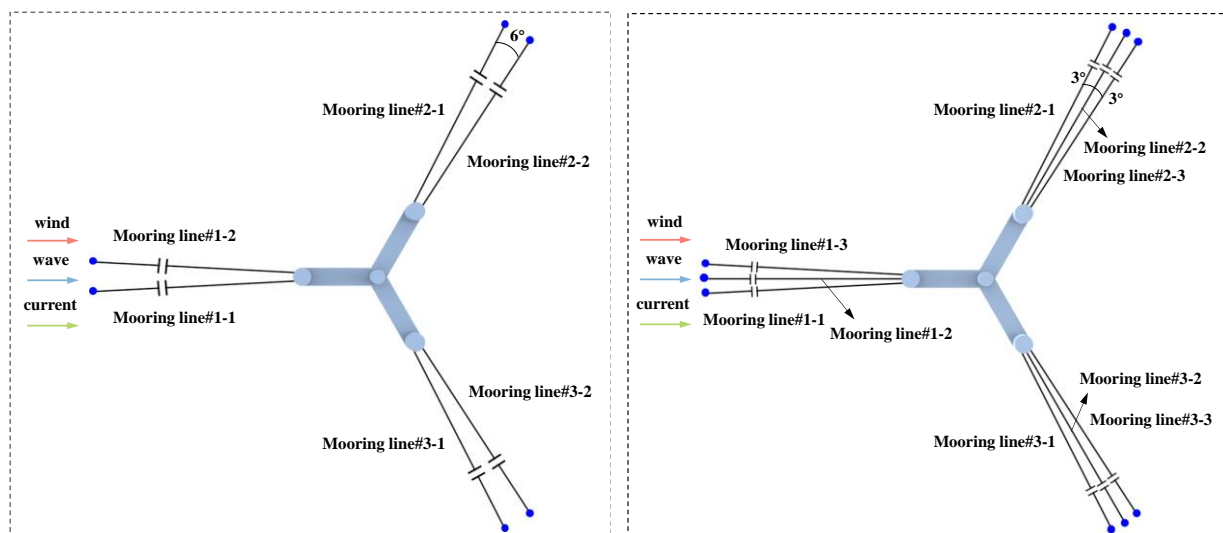 6°
Mooring line#2-1
Mooring line#2-2
wind
Mooring line#1-2
wave
current
Mooring line#1-1
Mooring line#3-2
Mooring line#3-1
3°
3°
Mooring line#2-1
Mooring line#2-2
Mooring line#2-3
wind
Mooring line#1-3
wave
current
Mooring line#1-1
Mooring line#1-2
Mooring line#3-2
Mooring line#3-3
Mooring line#3-1